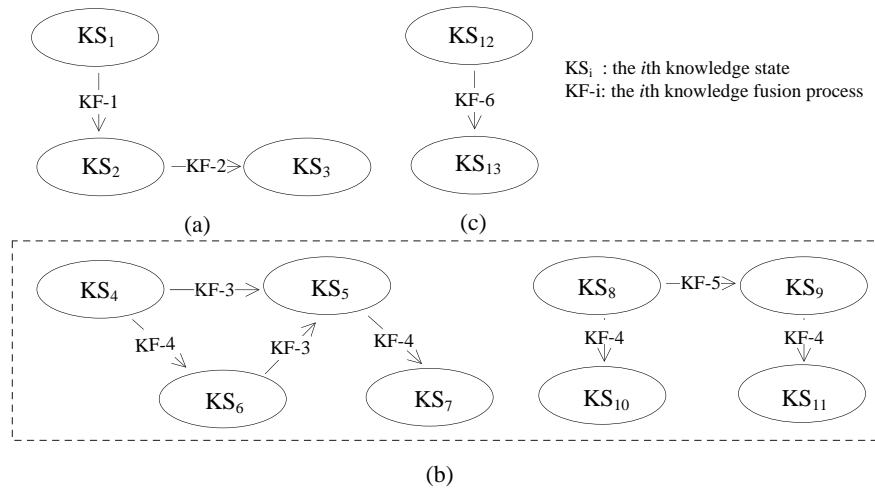 KS₁
KS₁₂
KSᵢ : the ith knowledge state
KF-i: the ith knowledge fusion process
KF-1
KF-6
KS₂
KF-2
KS₃
KS₁₃
(a)
(c)
KS₄
KF-3
KS₅
KS₈
KF-5
KS₉
KF-4
KF-3
KF-4
KF-4
KF-4
KS₆
KS₇
KS₁₀
KS₁₁
(b)